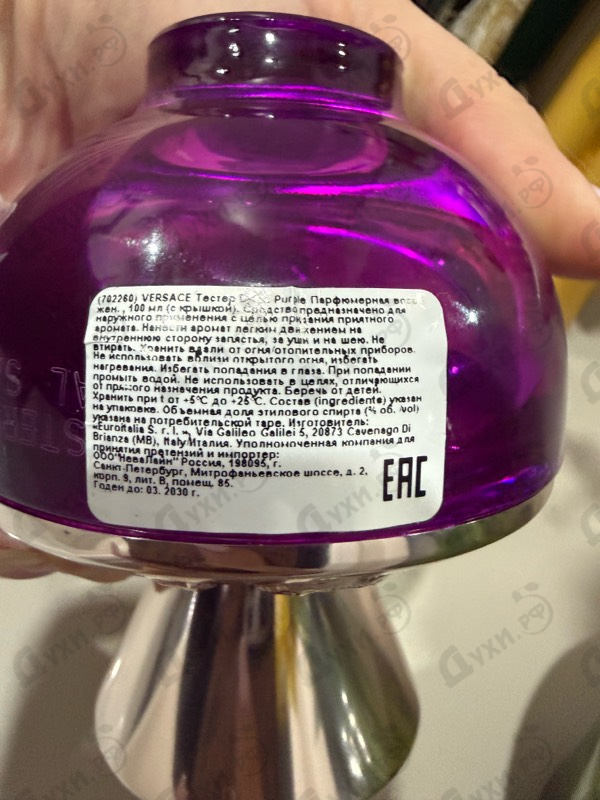 (702260) VERSACE Тестер Purple Парфюмерная вода
жен., 100 мл (с крышкой). Средство предназначено для
наружного применения с целью придания приятного
аромата. Нанести аромат легким движением на
внутреннюю сторону запястья, за уши и на шею. Не
втирать. Хранить вдали от огня/отопительных приборов.
Не использовать вблизи открытого огня, избегать
нагревания. Избегать попадания в глаза. При попадании
промыть водой. Не использовать в целях, отличающихся
от прямого назначения продукта. Беречь от детей.
Хранить при t от +5°C до +25°C. Состав (ingredients) указан
на упаковке. Объемная доля этилового спирта (% об. /vol)
указана на потребительской таре. Изготовитель:
«Euroitalia S. r. l. », Via Galileo Galilei 5, 20873 Cavenago Di
Brianza (MB), Italy/Италия. Уполномоченная компания для
принятия претензий и импортер:
ООО"НеваЛайн" Россия, 198095, г.
Санкт-Петербург, Митрофаньевское шоссе, д. 2,
корп. 9, лит. В, помещ. 85.
Годен до: 03. 2030 г.
EAC
Духи.рф